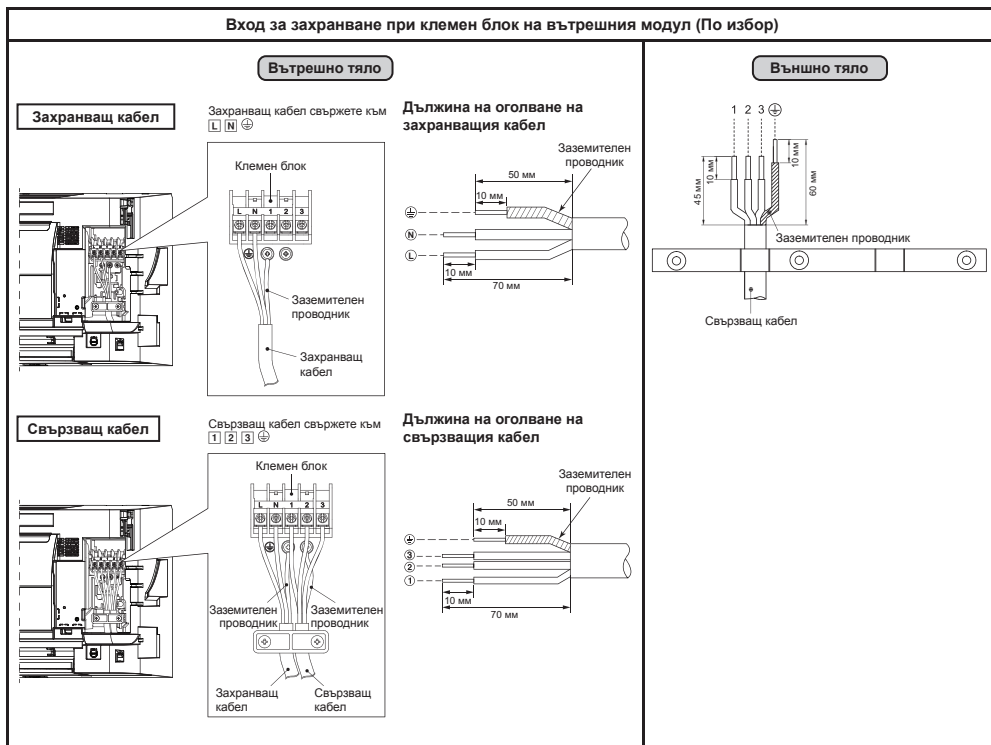 Вход за захранване при клемен блок на вътрешния модул (По избор)
Вътрешно тяло
Захранващ кабел
Захранващ кабел свържете към
L N
Клемен блок
L N 1 2 3
Заземителен
проводник
Захранващ
кабел
Дължина на оголване на
захранващия кабел
Заземителен
проводник
50 мм
10 мм
N
L
10 мм
70 мм
Свързващ кабел
Свързващ кабел свържете към
1 2 3
Клемен блок
L N 1 2 3
Заземителен
проводник
Заземителен
проводник
Захранващ
кабел
Свързващ
кабел
Дължина на оголване на
свързващия кабел
Заземителен
проводник
50 мм
10 мм
3
2
1
10 мм
70 мм
Външно тяло
1 2 3
10 мм
45 мм
10 мм
60 мм
Заземителен проводник
Свързващ кабел